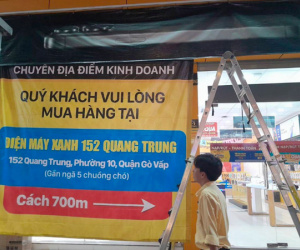 CHUYỂN ĐỊA ĐIỂM KINH DOANH
QUÝ KHÁCH VUI LÒNG
MUA HÀNG TẠI
ĐIỆN MÁY XANH 152 QUANG TRUNG
152 Quang Trung, Phường 10, Quận Gò Vấp
(Gần ngã 5 chuồng chó)
Cách 700m